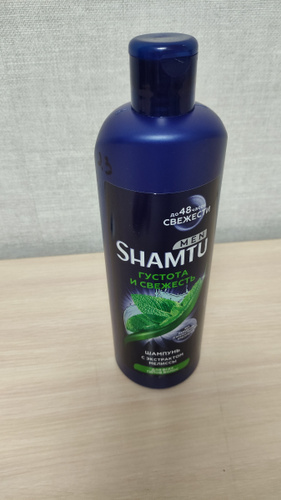 до 48 часов
СВЕЖЕСТИ
MEN
SHAMTU
ГУСТОТА
И СВЕЖЕСТЬ
ШАМПУНЬ
С ЭКСТРАКТОМ
МЕЛИССЫ